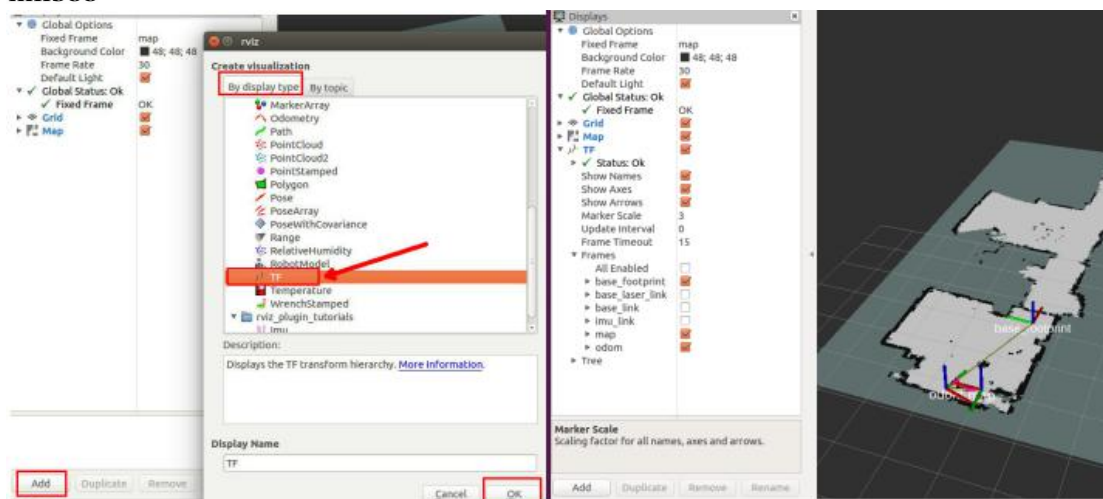 Global Options
Fixed Frame map
Background Color 48; 48; 48
Frame Rate 30
Default Light
Global Status: Ok
Fixed Frame OK
Grid
Map
Add
Duplicate
Remove
rviz
Create visualization
By display type
By topic
MarkerArray
Odometry
Path
PointCloud
PointCloud2
PointStamped
Polygon
Pose
PoseArray
PoseWithCovariance
Range
RelativeHumidity
RobotModel
TF
Temperature
WrenchStamped
rviz_plugin_tutorials
Imu
Description:
Displays the TF transform hierarchy. More Information.
Display Name
TF
Cancel
OK
Displays
Global Options
Fixed Frame map
Background Color 48; 48; 48
Frame Rate 30
Default Light
Global Status: Ok
Fixed Frame OK
Grid
Map
TF
Status: Ok
Show Names
Show Axes
Show Arrows
Marker Scale 3
Update Interval 0
Frame Timeout 15
Frames
All Enabled
base_footprint
base_laser_link
base_link
imu_link
map
odom
Tree
Marker Scale
Scaling factor for all names, axes and arrows.
Add
Duplicate
Remove
Rename
base_footprint